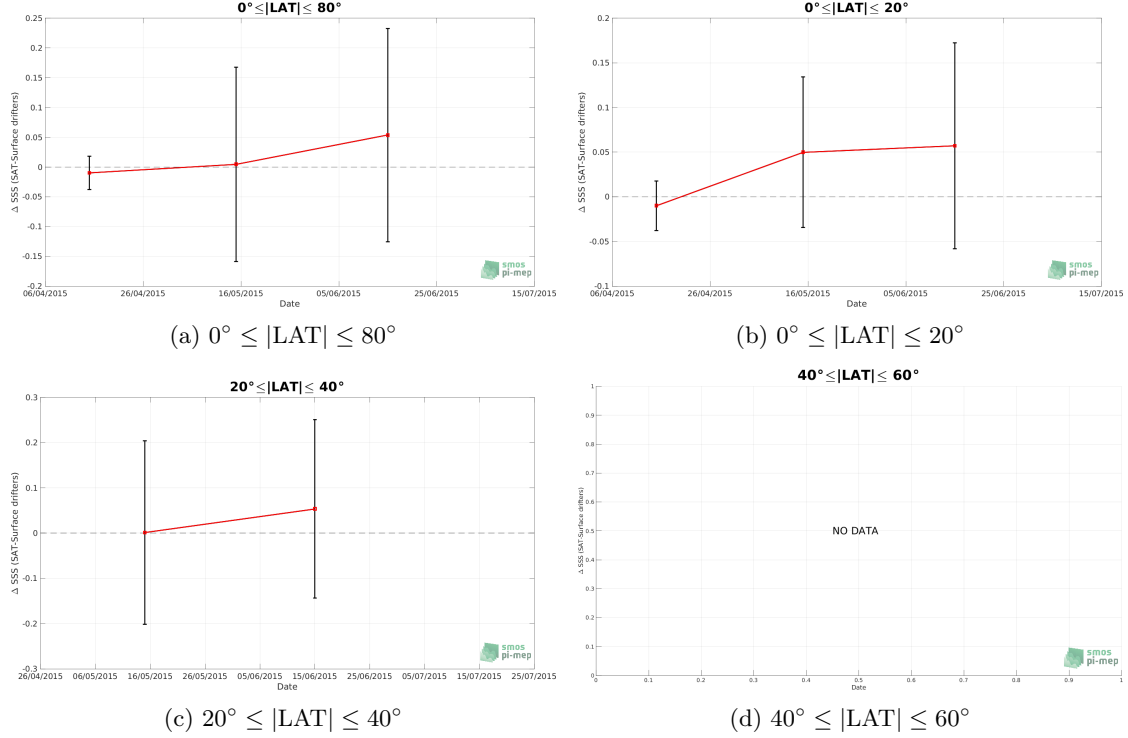 0°≤|LAT|≤ 80°
0.25
0.2
0.15
0.1
0.05
0
-0.05
-0.1
-0.15
-0.2
Δ SSS (SAT-Surface drifters)
06/04/2015 26/04/2015 16/05/2015 05/06/2015 25/06/2015 15/07/2015
Date
smos
pi-mep
(a) 0° ≤ |LAT| ≤ 80°
0°≤|LAT|≤ 20°
0.2
0.15
0.1
0.05
0
-0.05
-0.1
Δ SSS (SAT-Surface drifters)
06/04/2015 26/04/2015 16/05/2015 05/06/2015 25/06/2015 15/07/2015
Date
smos
pi-mep
(b) 0° ≤ |LAT| ≤ 20°
20°≤|LAT|≤ 40°
0.3
0.2
0.1
0
-0.1
-0.2
-0.3
Δ SSS (SAT-Surface drifters)
26/04/2015 06/05/2015 16/05/2015 26/05/2015 05/06/2015 15/06/2015 25/06/2015 05/07/2015 15/07/2015 25/07/2015
Date
smos
pi-mep
(c) 20° ≤ |LAT| ≤ 40°
40°≤|LAT|≤ 60°
1
0.9
0.8
0.7
0.6
0.5
0.4
0.3
0.2
0.1
0
Δ SSS (SAT-Surface drifters)
NO DATA
0 0.1 0.2 0.3 0.4 0.5 0.6 0.7 0.8 0.9 1
Date
smos
pi-mep
(d) 40° ≤ |LAT| ≤ 60°